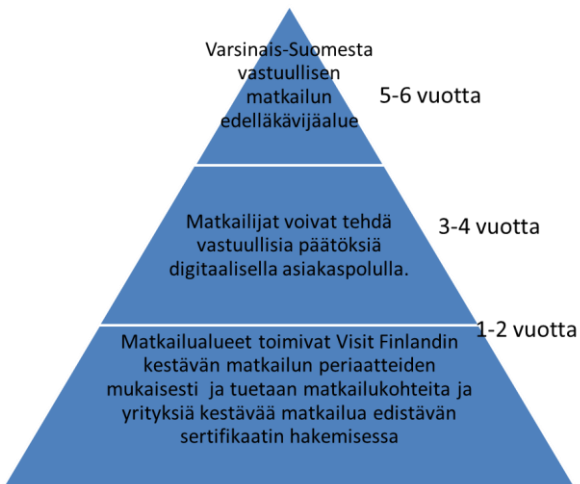 Varsinais-Suomesta
vastuullisen
matkailun
edelläkävijäalue
5-6 vuotta
Matkailijat voivat tehdä
vastuullisia päätöksiä
digitaalisella asiakaspolulla.
3-4 vuotta
1-2 vuotta
Matkailualueet toimivat Visit Finlandin
kestävän matkailun periaatteiden
mukaisesti ja tuetaan matkailukohteita ja
yrityksiä kestävää matkailua edistävän
sertifikaatin hakemisessa